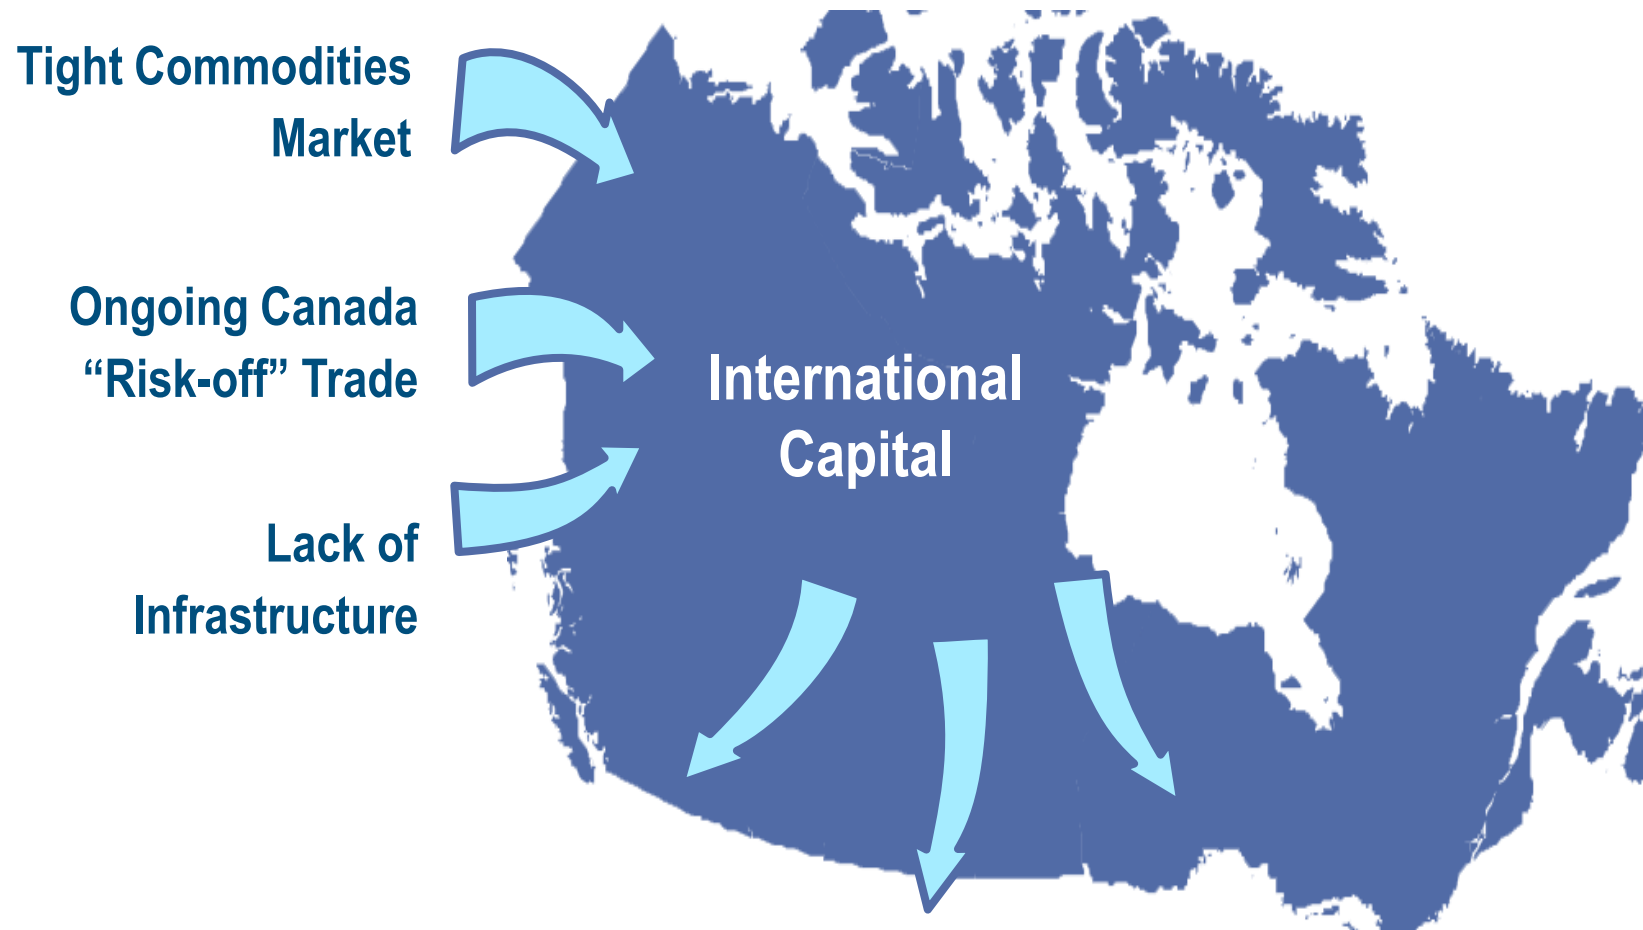 Tight Commodities
Market
Ongoing Canada
“Risk-off” Trade
International
Capital
Lack of
Infrastructure